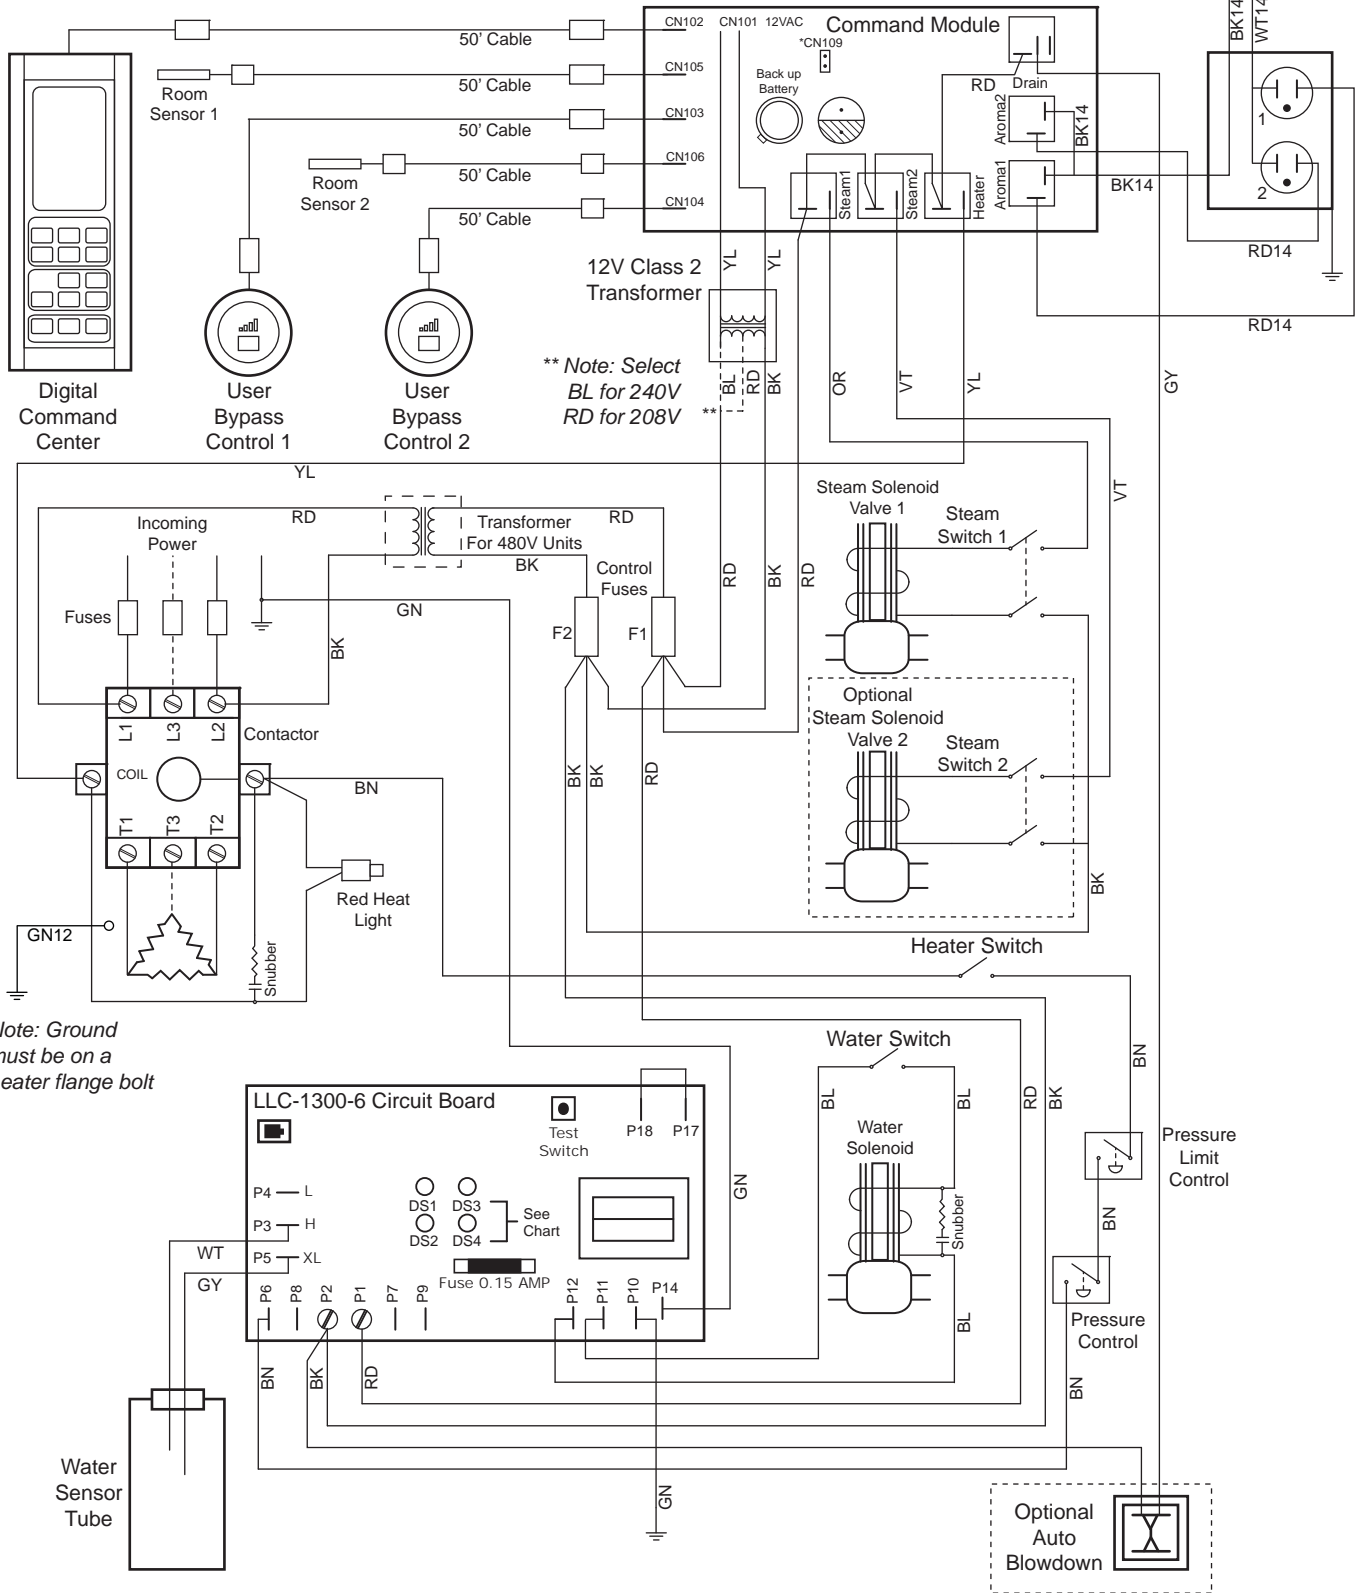 CN102
CN101 12VAC
Command Module
*CN109
50' Cable
CN105
50' Cable
Room
Sensor 1
CN103
50' Cable
CN106
50' Cable
Room
Sensor 2
CN104
50' Cable
Back up
Battery
RD
Drain
Aroma2
BK14
Aroma1
BK14
Steam1
Steam2
Heater
BK14
WT14
1
2
RD14
RD14
12V Class 2
Transformer
YL
YL
BL
RD
BK
** Note: Select
BL for 240V
RD for 208V
**
OR
VT
YL
GY
VT
Digital
Command
Center
User
Bypass
Control 1
User
Bypass
Control 2
YL
RD
Incoming
Power
Transformer
For 480V Units
RD
BK
Control
Fuses
GN
Fuses
BK
F2
F1
RD
BK
RD
Steam Solenoid
Valve 1
Steam
Switch 1
Optional
Steam Solenoid
Valve 2
Steam
Switch 2
BK
L1
L3
L2
Contactor
COIL
T1
T3
T2
BN
BK
BK
RD
Red Heat
Light
GN12
Snubber
Heater Switch
Note: Ground
must be on a
eater flange bolt
Water Switch
BL
BL
RD
BK
BN
Water
Solenoid
Snubber
BL
Pressure
Limit
Control
BN
Pressure
Control
BN
LLC-1300-6 Circuit Board
Test
Switch
P18
P17
GN
P4
L
P3
H
P5
XL
WT
GY
DS1
DS3
DS2
DS4
See
Chart
Fuse 0.15 AMP
P6
P8
P2
P1
P7
P9
P12
P11
P10
P14
BN
BK
RD
GN
Water
Sensor
Tube
Optional
Auto
Blowdown